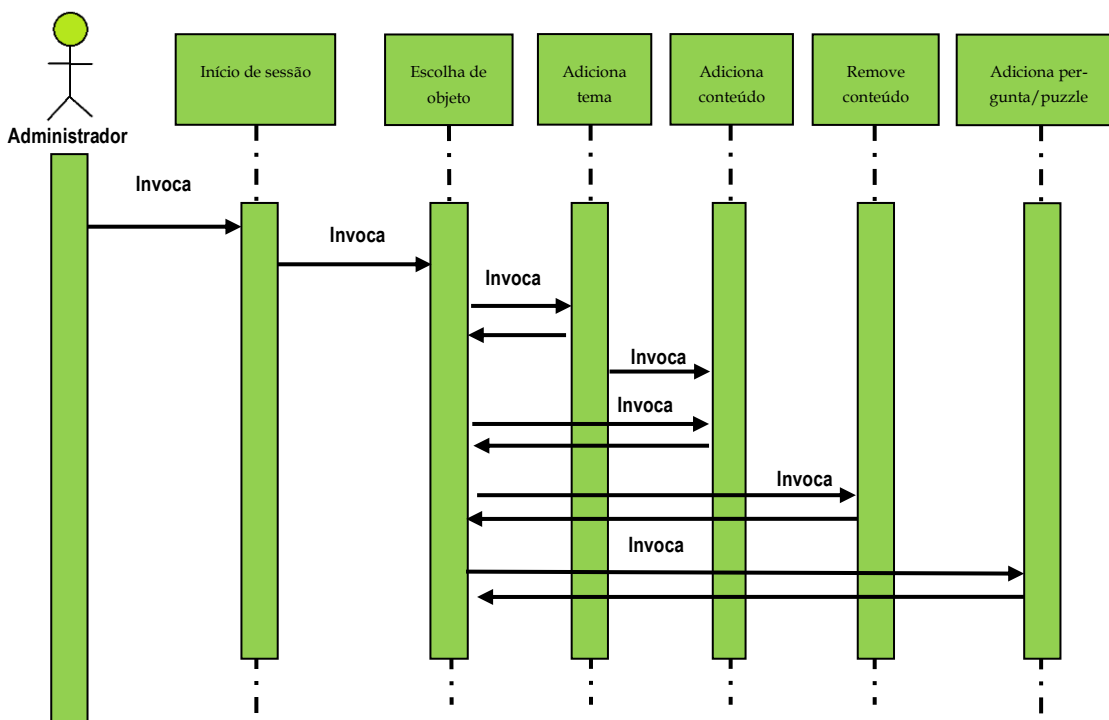 Início de sessão
Escolha de
objeto
Adiciona
tema
Adiciona
conteúdo
Remove
conteúdo
Adiciona per-
gunta/puzzle
Administrador
Invoca
Invoca
Invoca
Invoca
Invoca
Invoca
Invoca